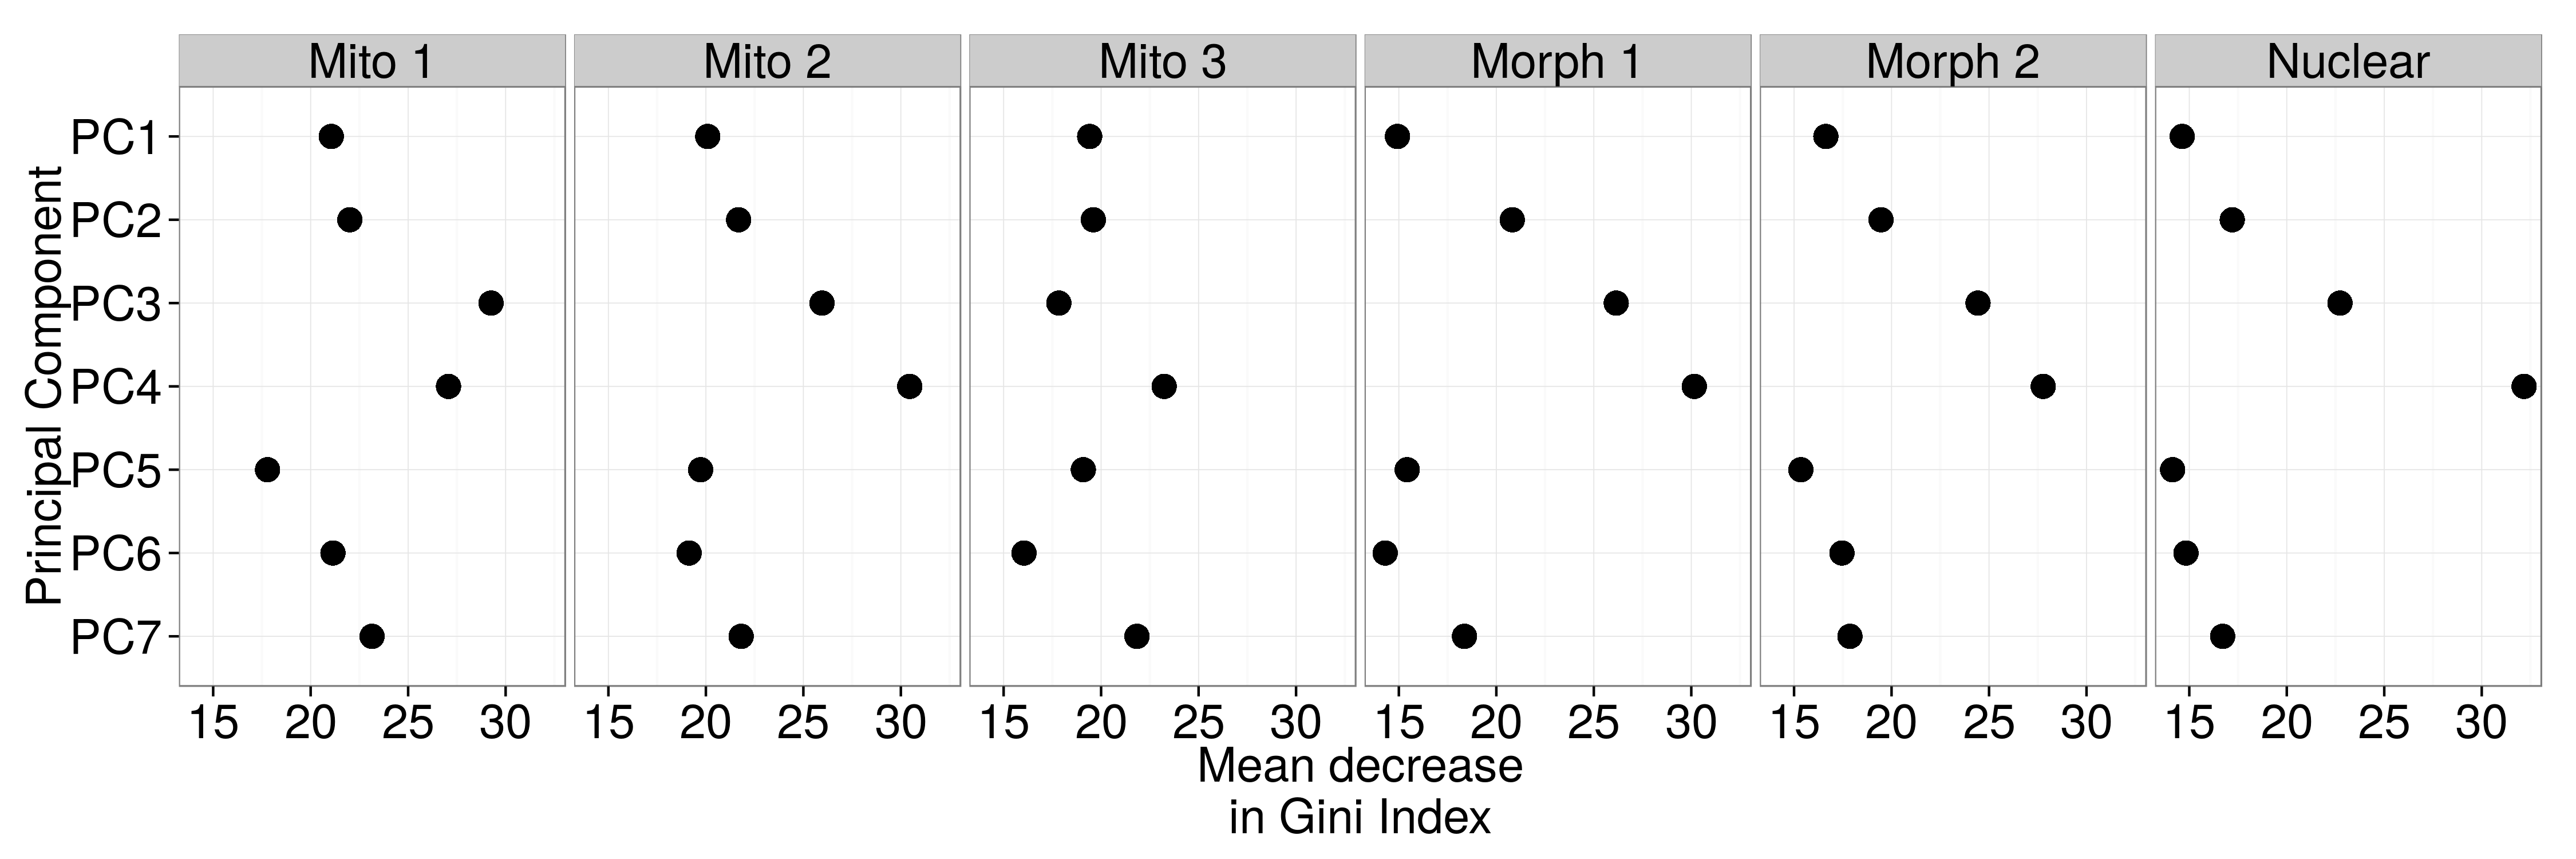 Mito 1 Mito 2 Mito 3 Morph 1 Morph 2 Nuclear
Principal Component
PC1
PC2
PC3
PC4
PC5
PC6
PC7
15 20 25 30 15 20 25 30 15 20 25 30 15 20 25 30 15 20 25 30 15 20 25 30
Mean decrease
in Gini Index